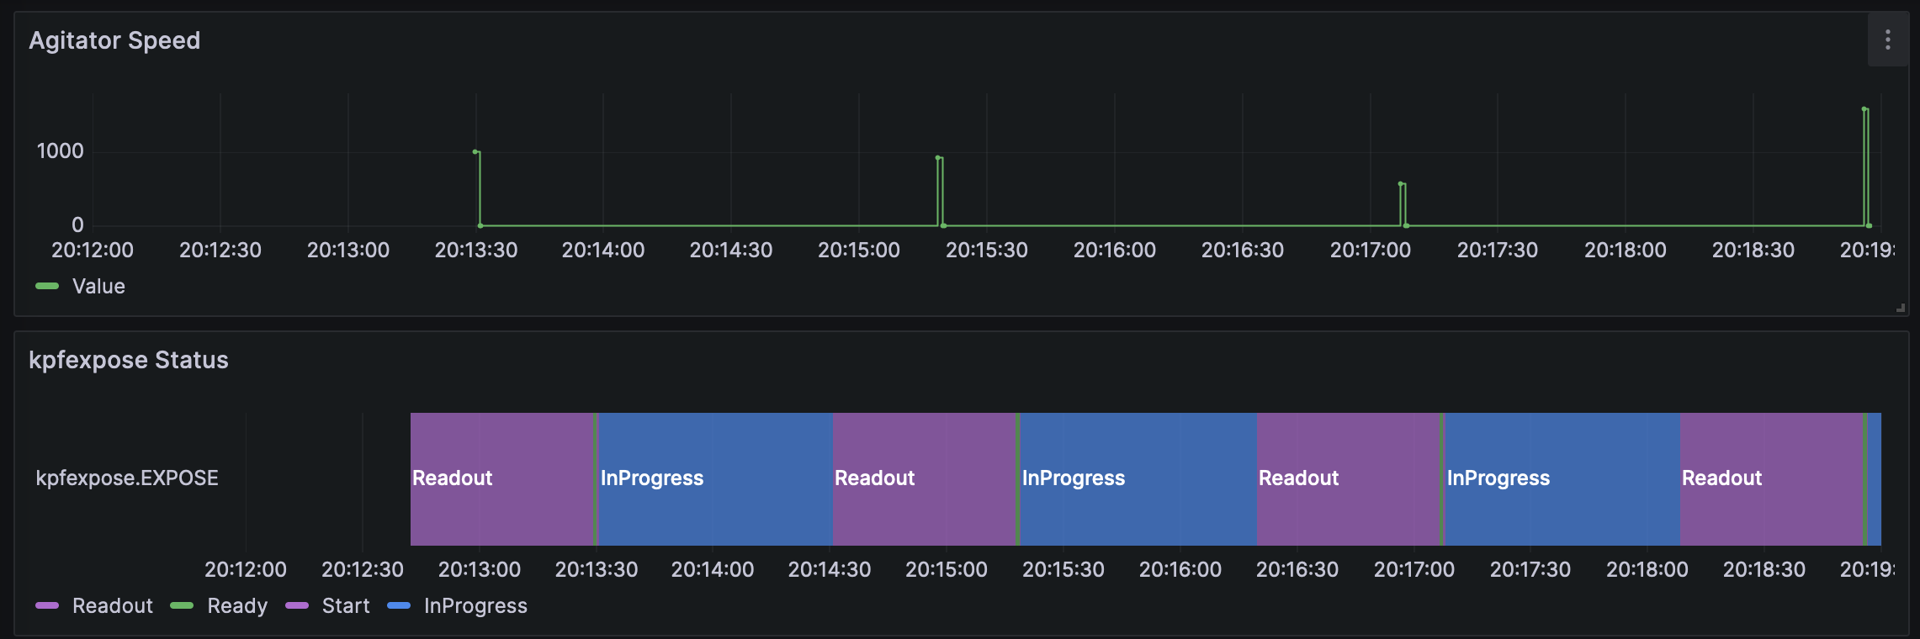 Agitator Speed
1000
0
20:12:00 20:12:30 20:13:00 20:13:30 20:14:00 20:14:30 20:15:00 20:15:30 20:16:00 20:16:30 20:17:00 20:17:30 20:18:00 20:18:30 20:19:
Value
kpfexpose Status
kpfexpose.EXPOSE Readout InProgress Readout InProgress Readout InProgress Readout
20:12:00 20:12:30 20:13:00 20:13:30 20:14:00 20:14:30 20:15:00 20:15:30 20:16:00 20:16:30 20:17:00 20:17:30 20:18:00 20:18:30 20:19:
Readout Ready Start InProgress